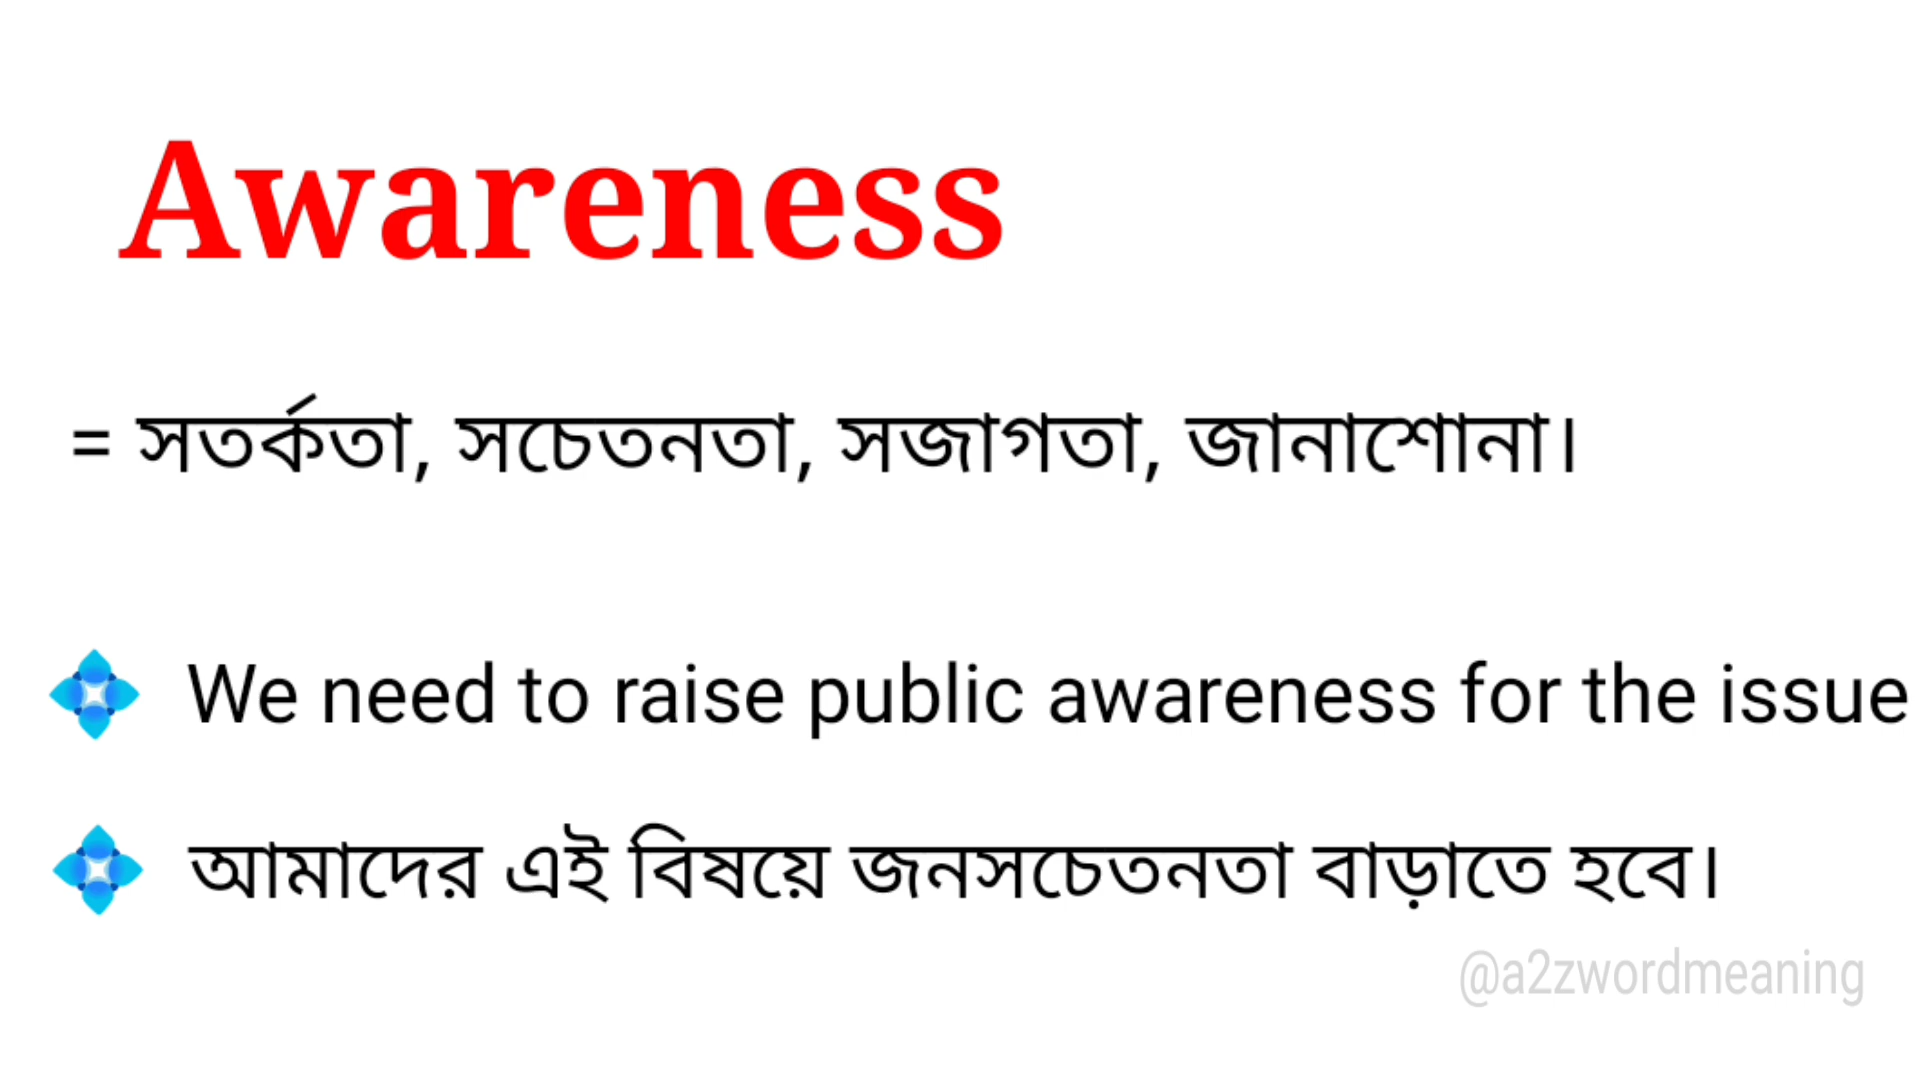 Awareness
= সতর্কতা, সচেতনতা, সজাগতা, জানাশোনা।
We need to raise public awareness for the issue
আমাদের এই বিষয়ে জনসচেতনতা বাড়াতে হবে।
@a2zwordmeaning